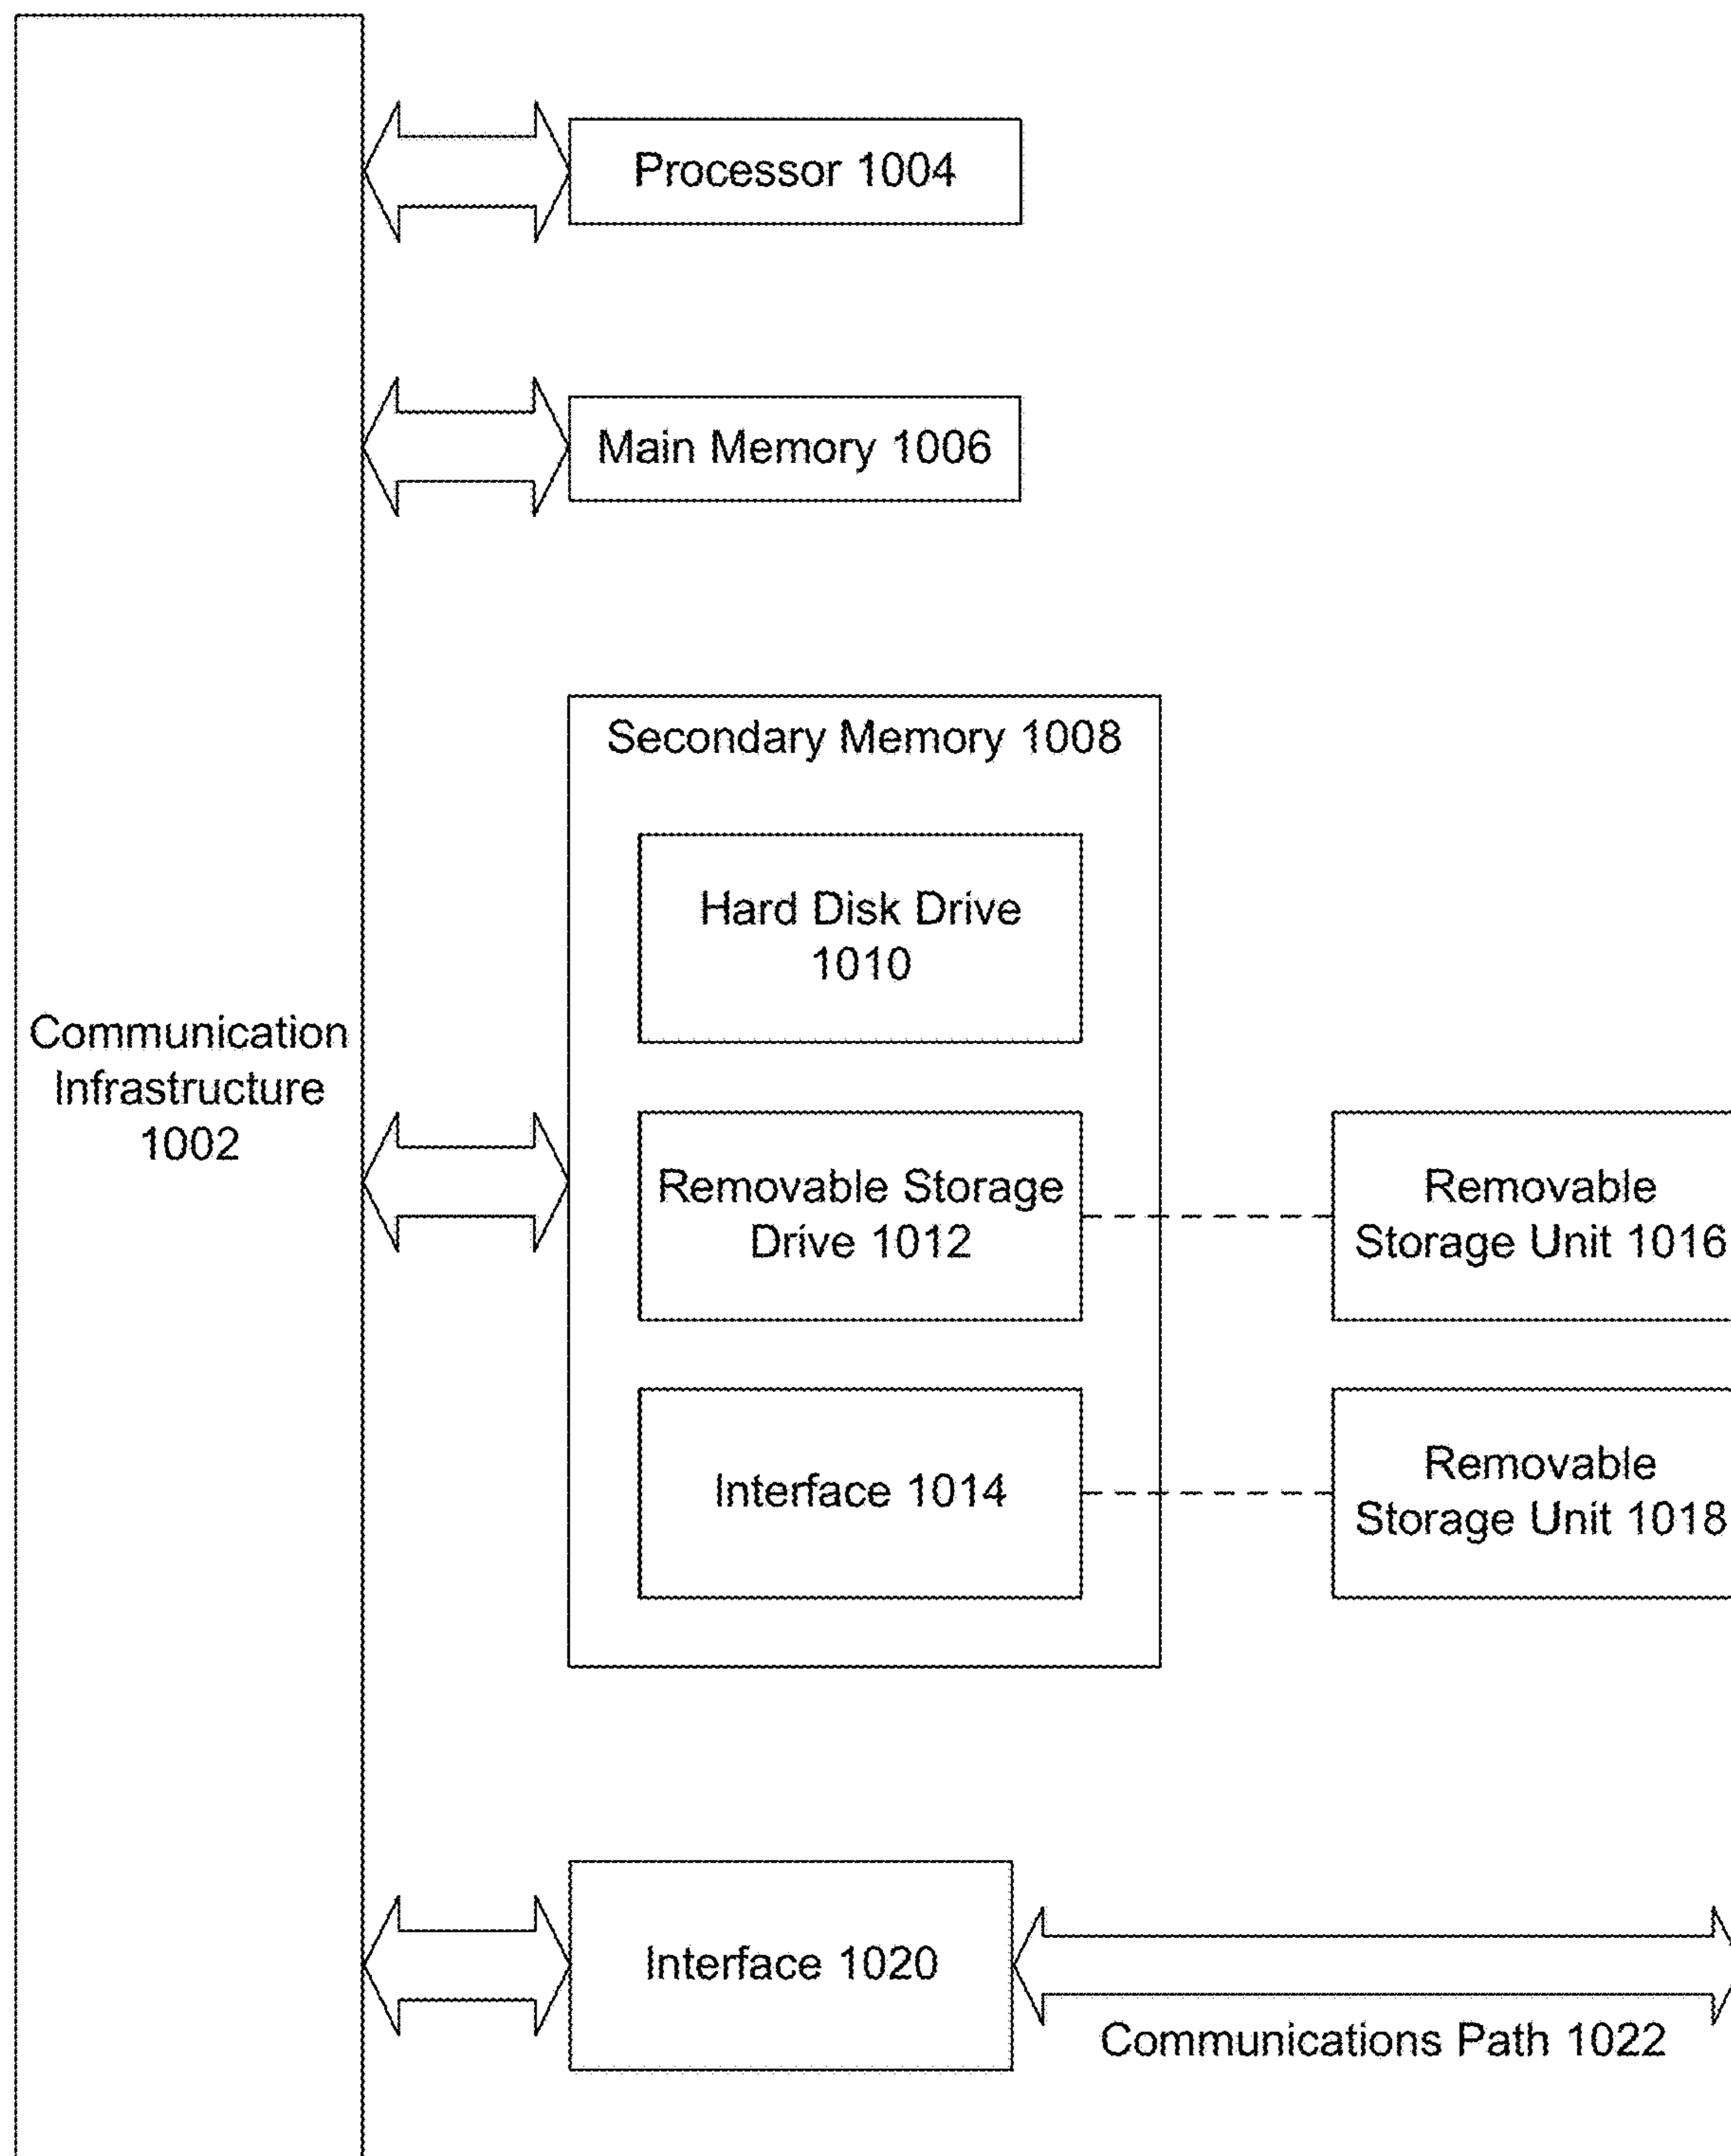 Processor 1004
Main Memory 1006
Secondary Memory 1008
Hard Disk Drive
1010
Communication
Infrastructure
1002
Removable Storage
Drive 1012
Removable
Storage Unit 1016
Interface 1014
Removable
Storage Unit 1018
Interface 1020
Communications Path 1022